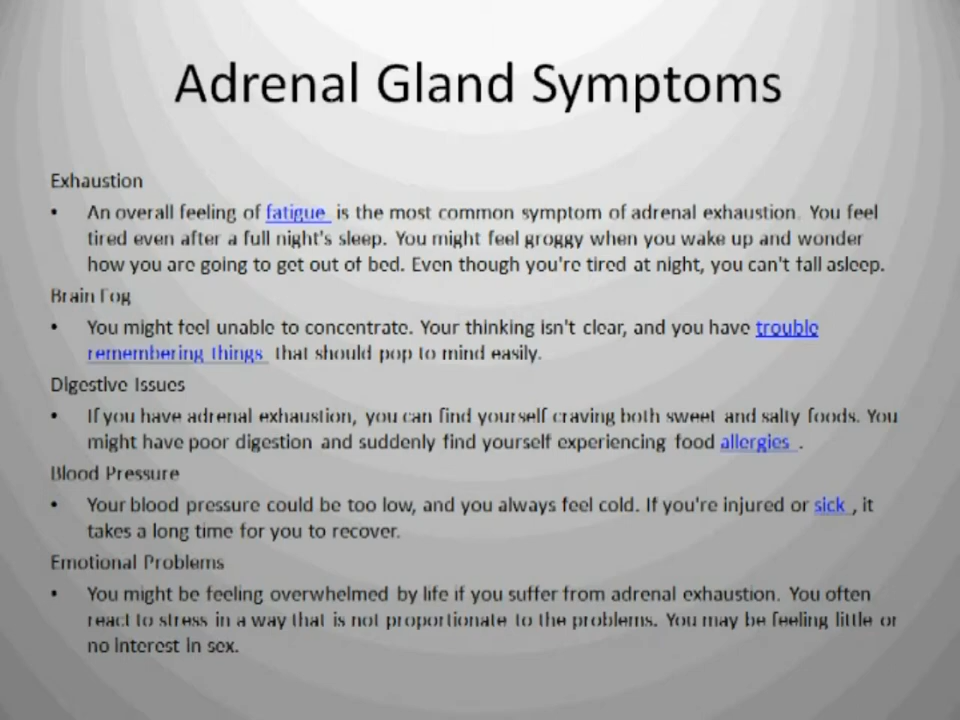 Adrenal Gland Symptoms
Exhaustion
• An overall feeling of fatigue is the most common symptom of adrenal exhaustion. You feel
tired even after a full night's sleep. You might feel groggy when you wake up and wonder
how you are going to get out of bed. Even though you're tired at night, you can't fall asleep.
Brain Fog
• You might feel unable to concentrate. Your thinking isn't clear, and you have trouble
remembering things that should pop to mind easily.
Digestive Issues
• If you have adrenal exhaustion, you can find yourself craving both sweet and salty foods. You
might have poor digestion and suddenly find yourself experiencing food allergies .
Blood Pressure
• Your blood pressure could be too low, and you always feel cold. If you're injured or sick , it
takes a long time for you to recover.
Emotional Problems
• You might be feeling overwhelmed by life if you suffer from adrenal exhaustion. You often
react to stress in a way that is not proportionate to the problems. You may be feeling little or
no interest in sex.